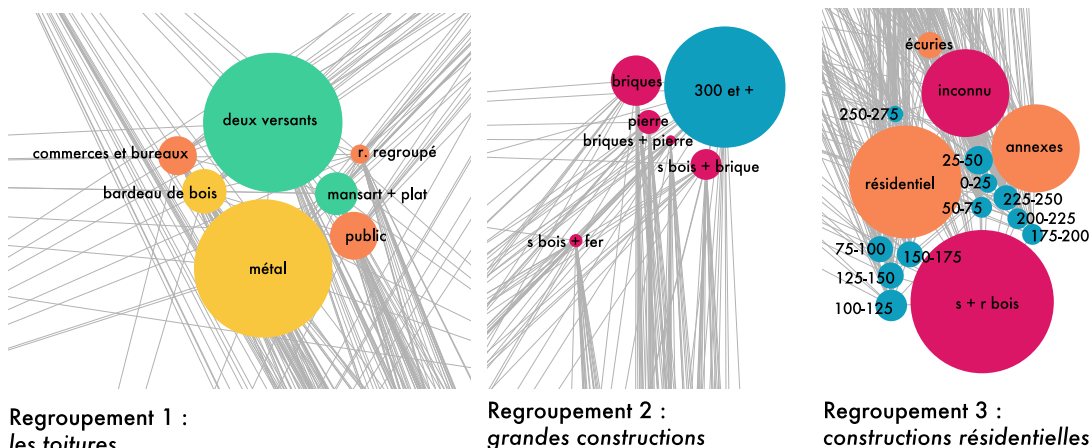 deux versants
commerces et bureaux
r. regroupé
bardeau de bois
mansart + plat
public
métal
Regroupement 1 :
les toitures
briques
300 et +
pierre
briques + pierre
s bois + brique
s bois + fer
Regroupement 2 :
grandes constructions
écuries
inconnu
250-275
annexes
25-50
résidentiel
0-25
225-250
50-75
200-225
175-200
75-100
150-175
125-150
100-125
s + r bois
Regroupement 3 :
constructions résidentielles